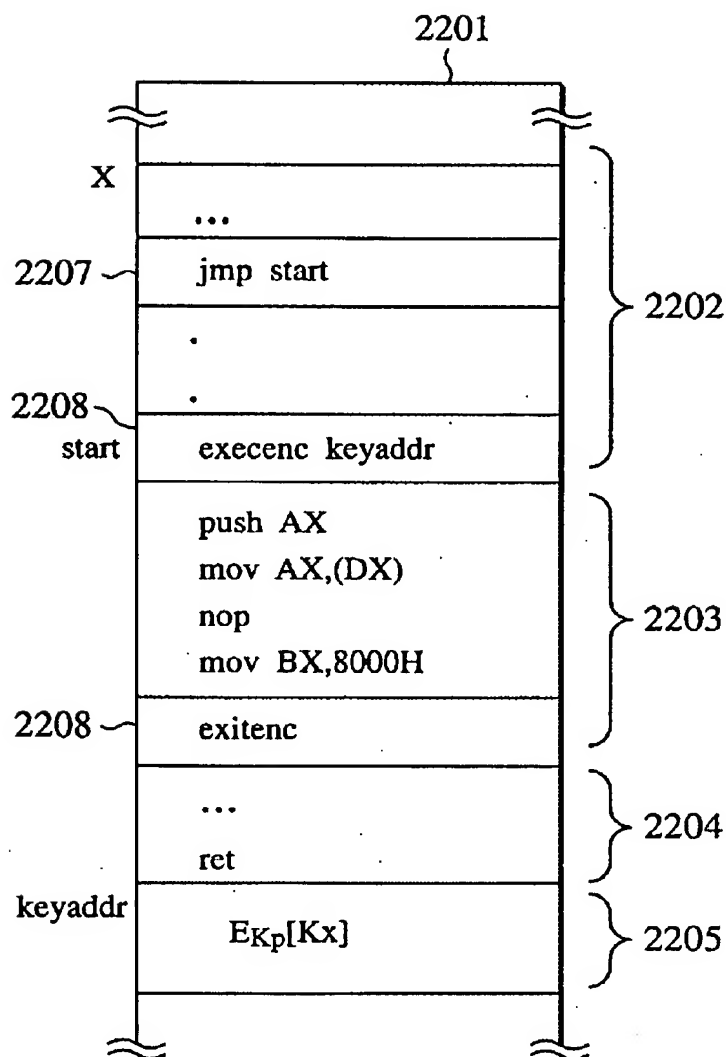 2201
X
...
2207
jmp start
2202
.
.
2208
start
execenc keyaddr
push AX
mov AX,(DX)
nop
mov BX,8000H
2203
2208
exitenc
...
ret
2204
keyaddr
EKp[Kx]
2205